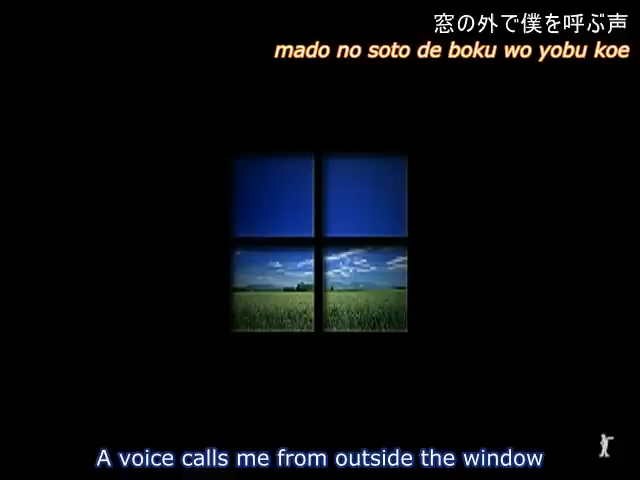 窓の外で僕を呼ぶ声
mado no soto de boku wo yobu koe
A voice calls me from outside the window